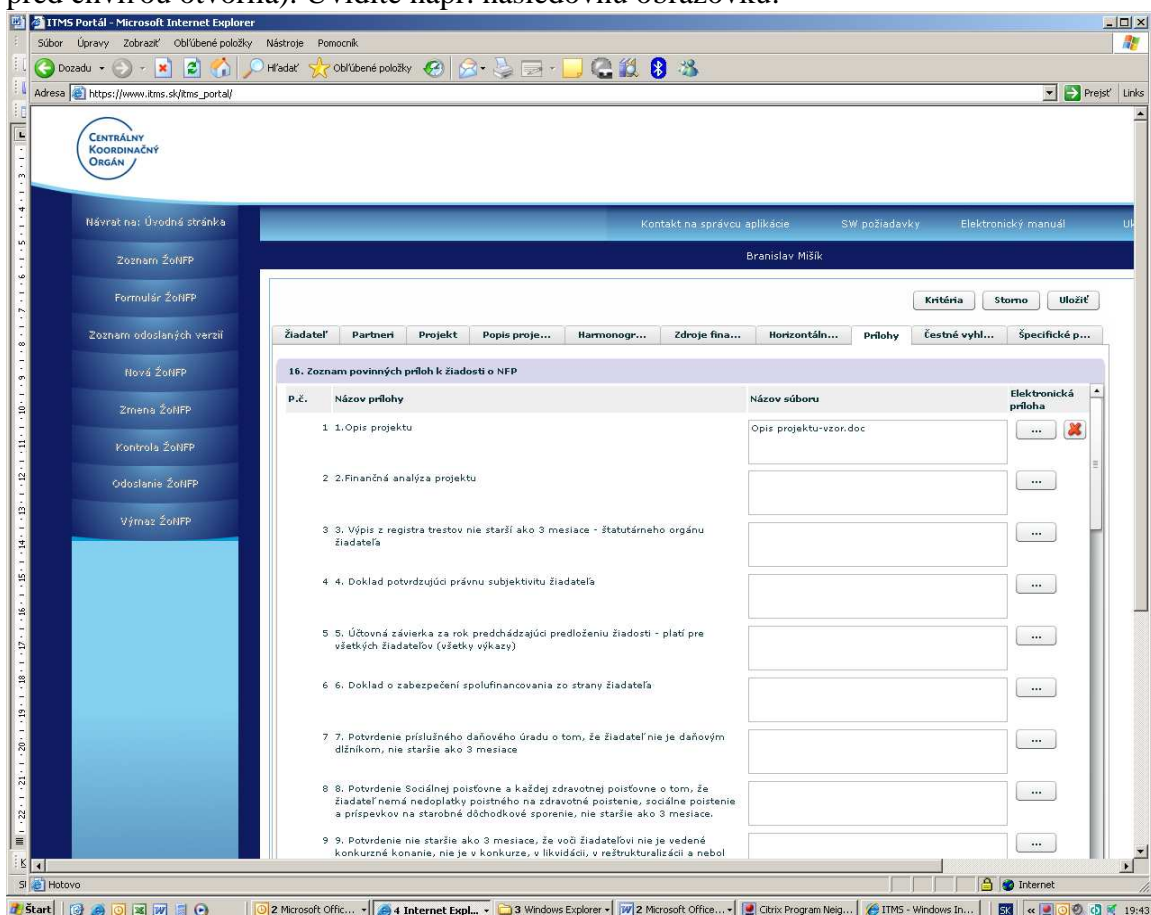 pred chvíľou otvorila). Uvidíte napr. následovnú obrazovku:
ITMS Portál - Microsoft Internet Explorer
Súbor Úpravy Zobraziť Obľúbené položky Nástroje Pomocník
Dozadu Hľadať Obľúbené položky
Adresa https://www.itms.sk/itms_portal/ Prejsť Links
CENTRÁLNY
KOORDINAČNÝ
ORGÁN
Návrat na: Úvodná stránka
Kontakt na správcu aplikácie SW požiadavky Elektronický manuál
Zoznam ŽoNFP
Branislav Mišík
Formulár ŽoNFP
Kritéria Storno Uložiť
Zoznam odoslaných verzií
Žiadateľ Partneri Projekt Popis proje... Harmonogr... Zdroje fina... Horizontáln... Prílohy Čestné vyhl... Špecifické p...
Nová ŽoNFP
Zmena ŽoNFP
Kontrola ŽoNFP
Odoslanie ŽoNFP
Výmaz ŽoNFP
16. Zoznam povinných príloh k žiadosti o NFP
P.č. Názov prílohy Názov súboru Elektronická príloha
1 1.Opis projektu Opis projektu-vzor.doc ...
2 2.Finančná analýza projektu ...
3 3. Výpis z registra trestov nie starší ako 3 mesiace - štatutárneho orgánu ...
žiadateľa
4 4. Doklad potvrdzujúci právnu subjektivitu žiadateľa ...
5 5. Účtovná závierka za rok predchádzajúci predloženiu žiadosti - platí pre ...
všetkých žiadateľov (všetky výkazy)
6 6. Doklad o zabezpečení spolufinancovania zo strany žiadateľa ...
7 7. Potvrdenie príslušného daňového úradu o tom, že žiadateľ nie je daňovým ...
dlžníkom, nie staršie ako 3 mesiace
8 8. Potvrdenie Sociálnej poisťovne a každej zdravotnej poisťovne o tom, že ...
žiadateľ nemá nedoplatky poistného na zdravotné poistenie, sociálne poistenie
a príspevkov na starobné dôchodkové sporenie, nie staršie ako 3 mesiace.
9 9. Potvrdenie nie staršie ako 3 mesiace, že voči žiadateľovi nie je vedené ...
konkurzné konanie, nie je v konkurze, v likvidácii, v reštrukturalizácii a nebol
Hotovo Internet
Štart 2 Microsoft Offic... 4 Internet Expl... 3 Windows Explorer 2 Microsoft Office... Citrix Program Neig... ITMS - Windows In... SK 19:43